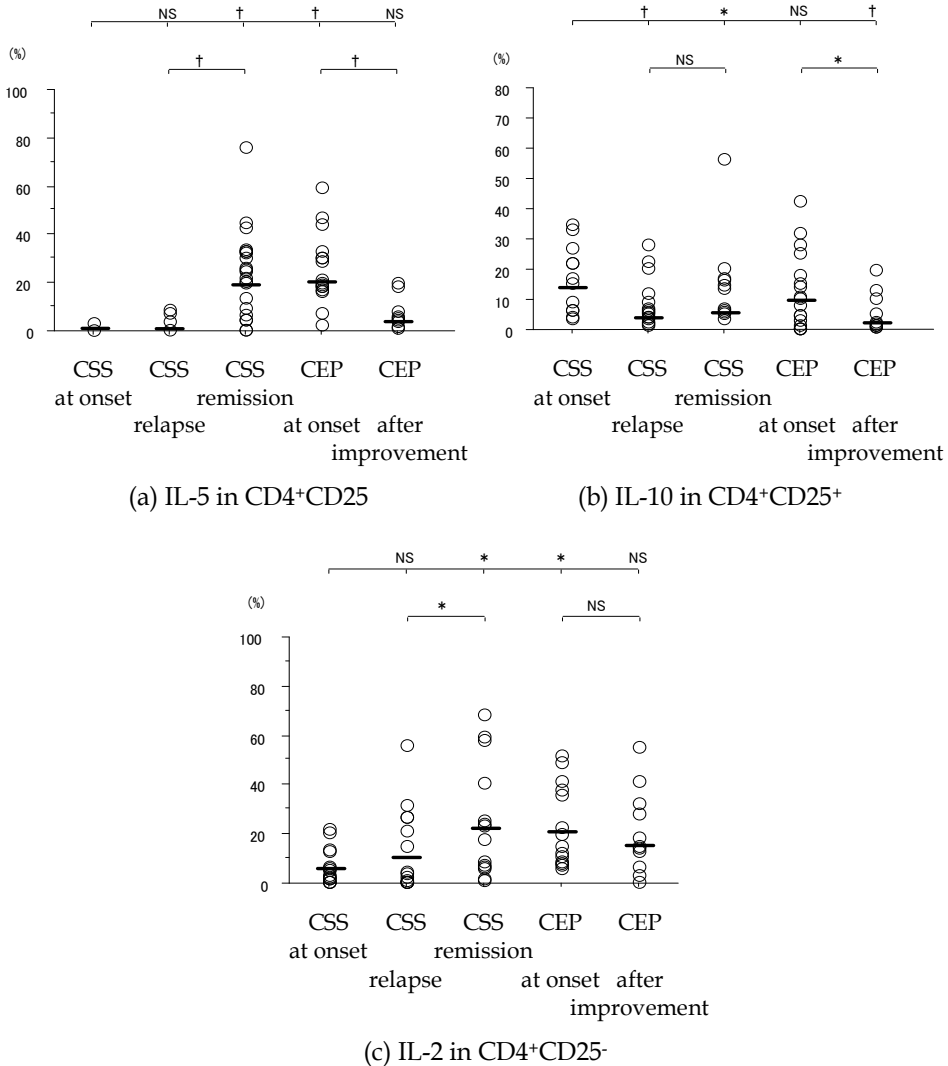 NS † † NS
(%)
† †
100
80
60
40
20
0
CSS CSS CSS CEP CEP
at onset remission
relapse at onset after
improvement
(a) IL-5 in CD4+CD25
† * NS †
(%)
NS *
80
70
60
50
40
30
20
10
0
CSS CSS CSS CEP CEP
at onset remission
relapse at onset after
improvement
(b) IL-10 in CD4+CD25+
NS * * NS
(%)
* NS
100
80
60
40
20
0
CSS CSS CSS CEP CEP
at onset remission
relapse at onset after
improvement
(c) IL-2 in CD4+CD25-